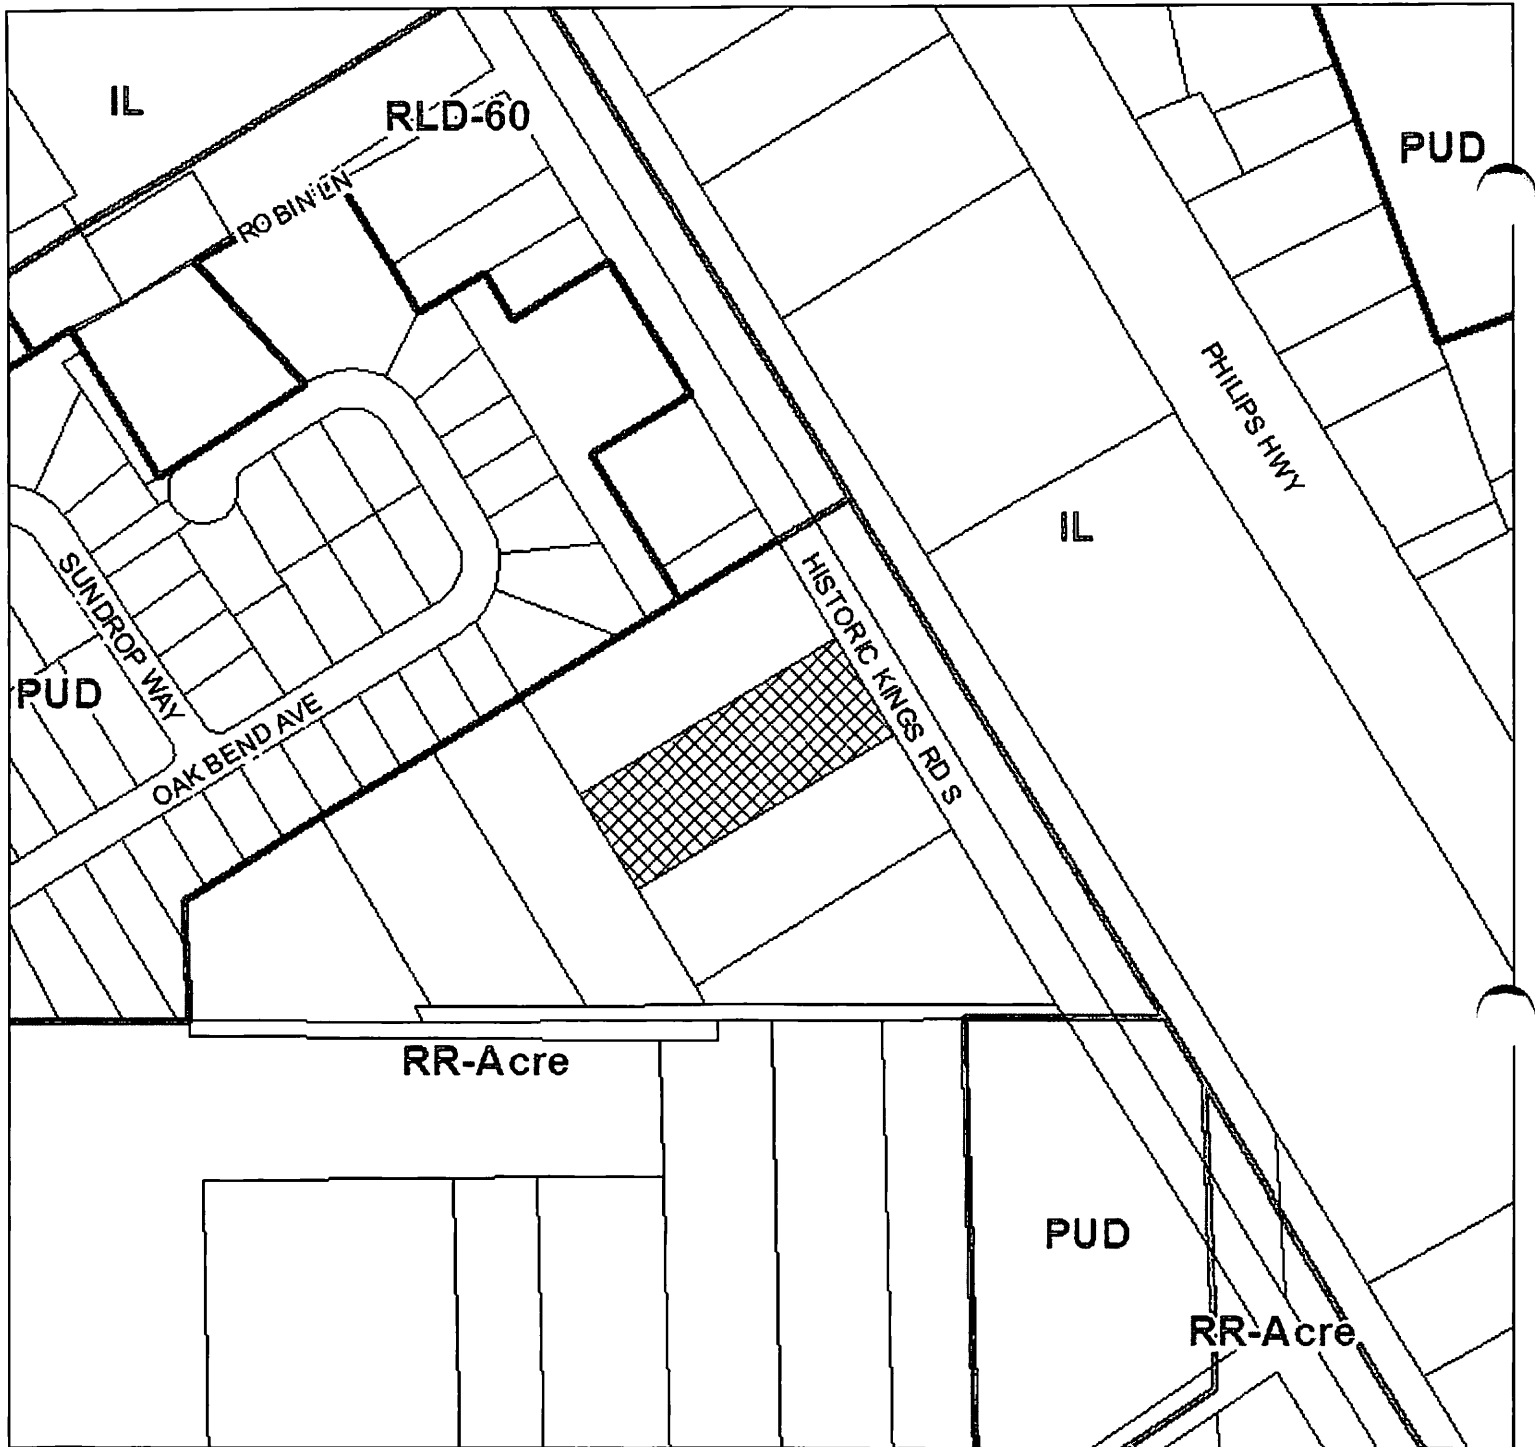 IL
RLD-60
PUD
ROBIN LN
PHILIPS HWY
IL
SUNDROP WAY
HISTORIC KINGS RD S
PUD
OAK BEND AVE
RR-Acre
PUD
RR-Acre